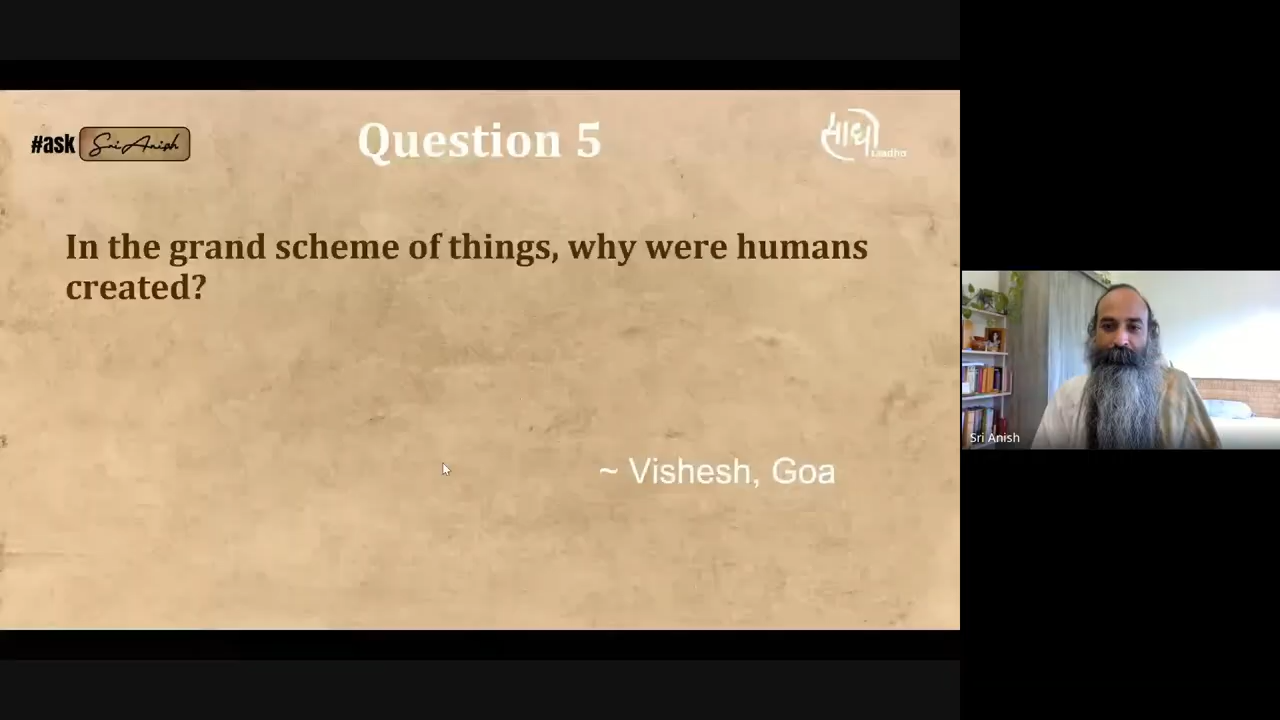 #ask Sri Anish
Question 5
સાધો
saadho
In the grand scheme of things, why were humans
created?
~ Vishesh, Goa
Sri Anish